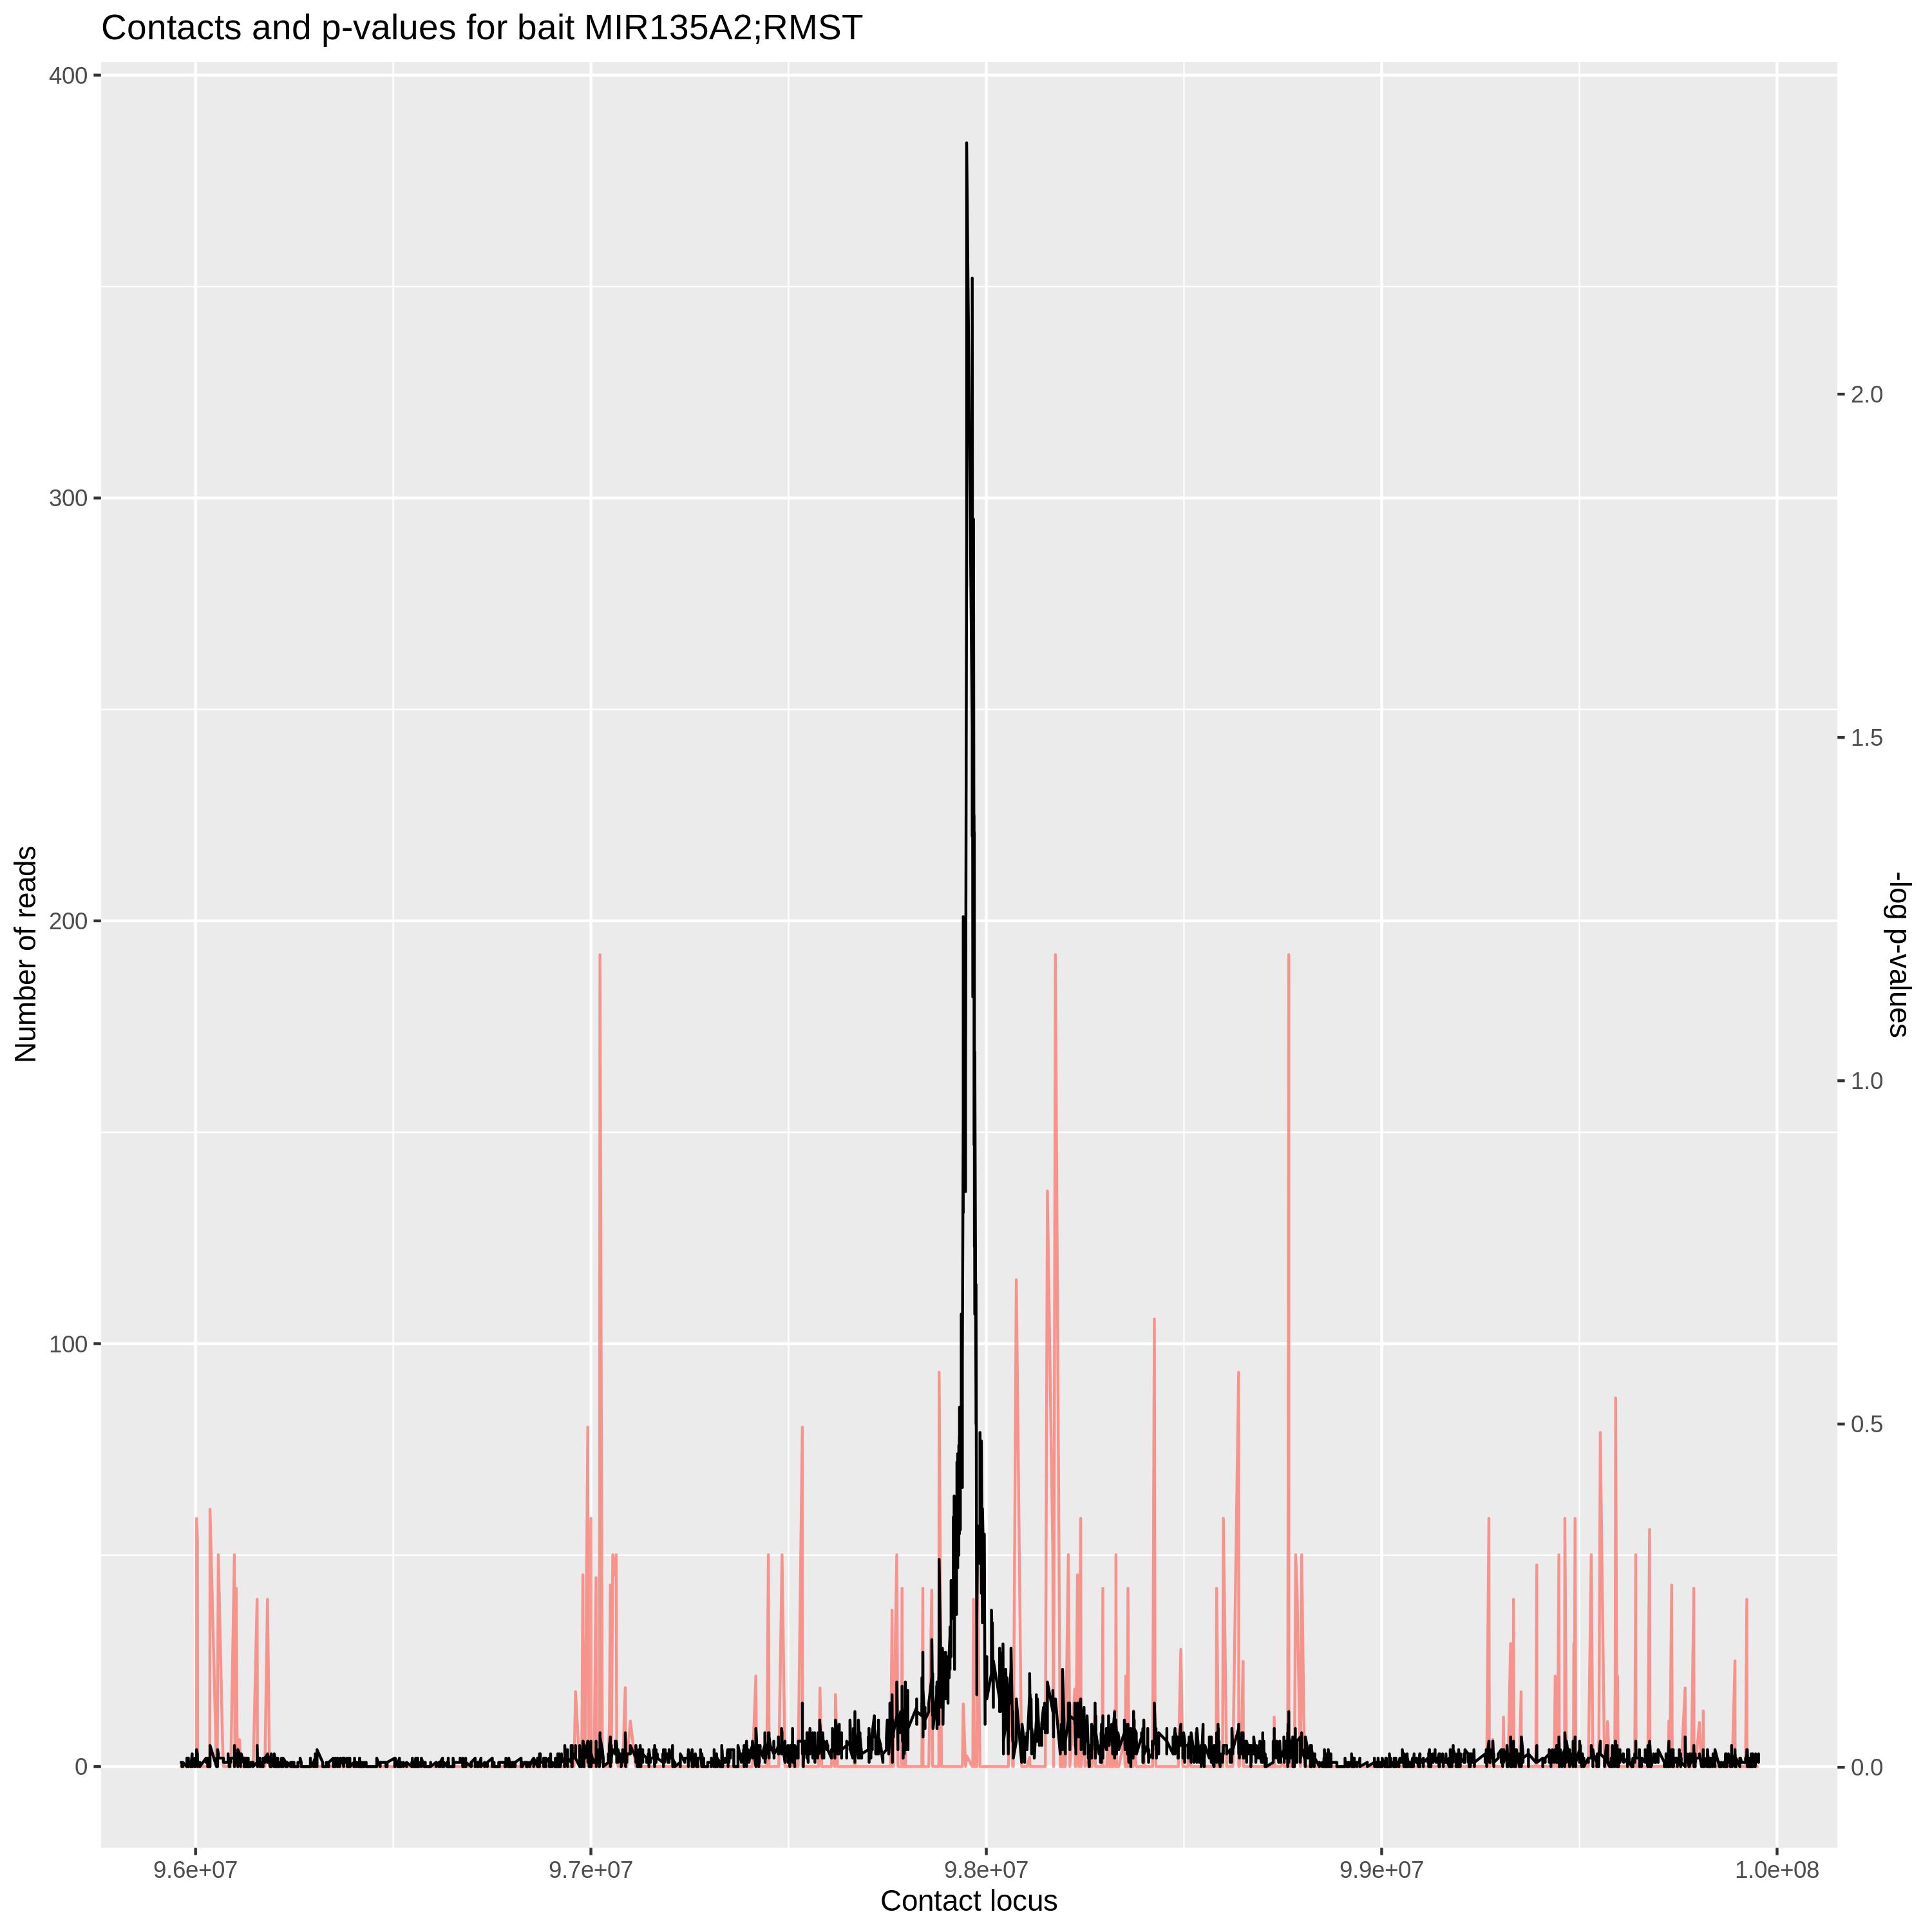 Contacts and p-values for bait MIR135A2;RMST
400
300
200
100
0
Number of reads
2.0
1.5
1.0
0.5
0.0
-log p-values
9.6e+07
9.7e+07
9.8e+07
9.9e+07
1.0e+08
Contact locus